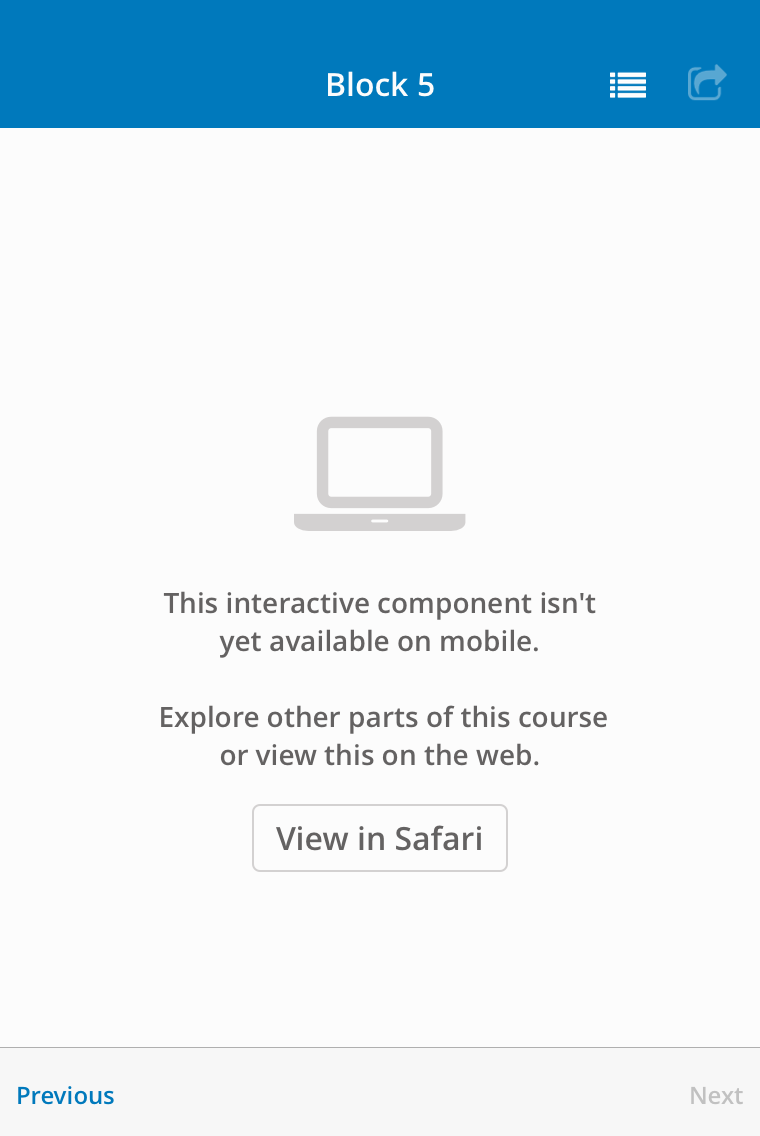 Block 5
This interactive component isn't
yet available on mobile.
Explore other parts of this course
or view this on the web.
View in Safari
Previous
Next